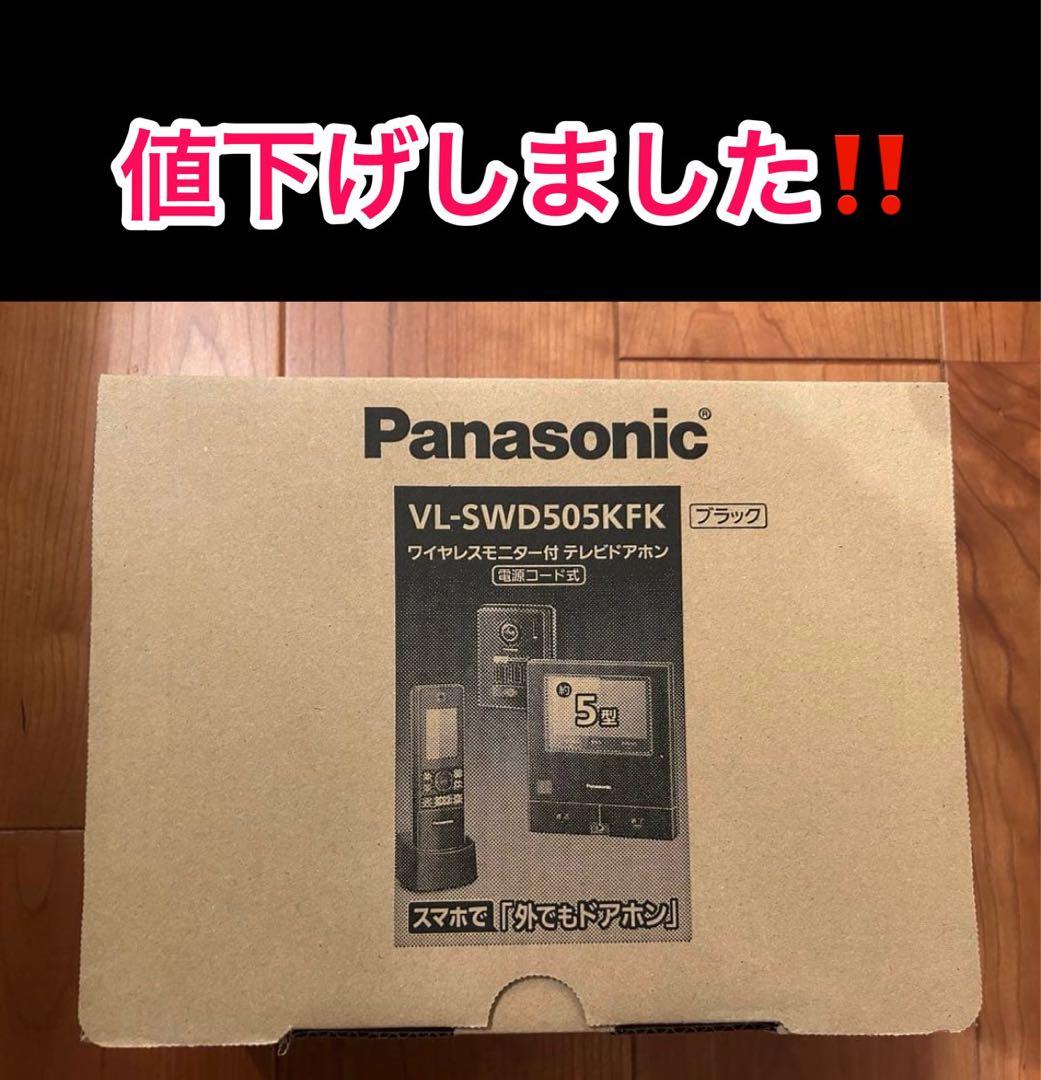 値下げしました‼️
Panasonic®
VL-SWD505KFK ブラック
ワイヤレスモニター付 テレビドアホン
電源コード式
約5型
Panasonic
スマホで「外でもドアホン」